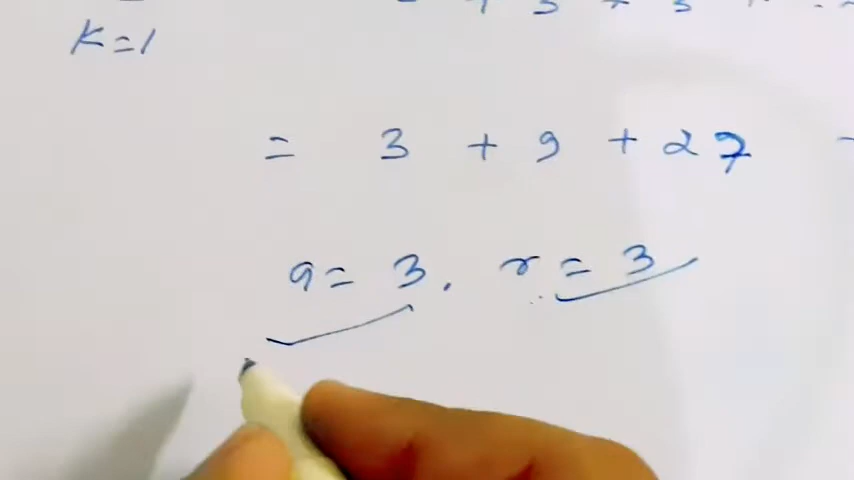 K=1
= 3 + 9 + 27
a = 3, r = 3